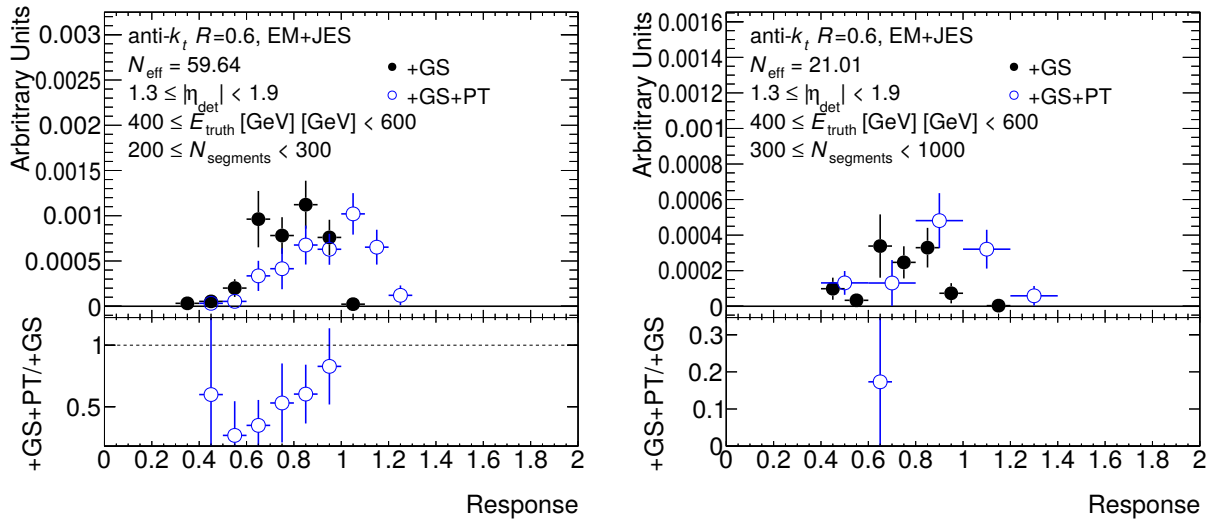 Arbritrary Units
0.003
0.0025
0.002
0.0015
0.001
0.0005
0
anti-k_t R=0.6, EM+JES
N_eff = 59.64
1.3 ≤ |η_det| < 1.9
400 ≤ E_truth [GeV] [GeV] < 600
200 ≤ N_segments < 300
+GS
+GS+PT
+GS+PT/+GS
1
0.5
0 0.2 0.4 0.6 0.8 1 1.2 1.4 1.6 1.8 2
Response
Arbritrary Units
0.0016
0.0014
0.0012
0.001
0.0008
0.0006
0.0004
0.0002
0
anti-k_t R=0.6, EM+JES
N_eff = 21.01
1.3 ≤ |η_det| < 1.9
400 ≤ E_truth [GeV] [GeV] < 600
300 ≤ N_segments < 1000
+GS
+GS+PT
+GS+PT/+GS
0.3
0.2
0.1
0
0 0.2 0.4 0.6 0.8 1 1.2 1.4 1.6 1.8 2
Response